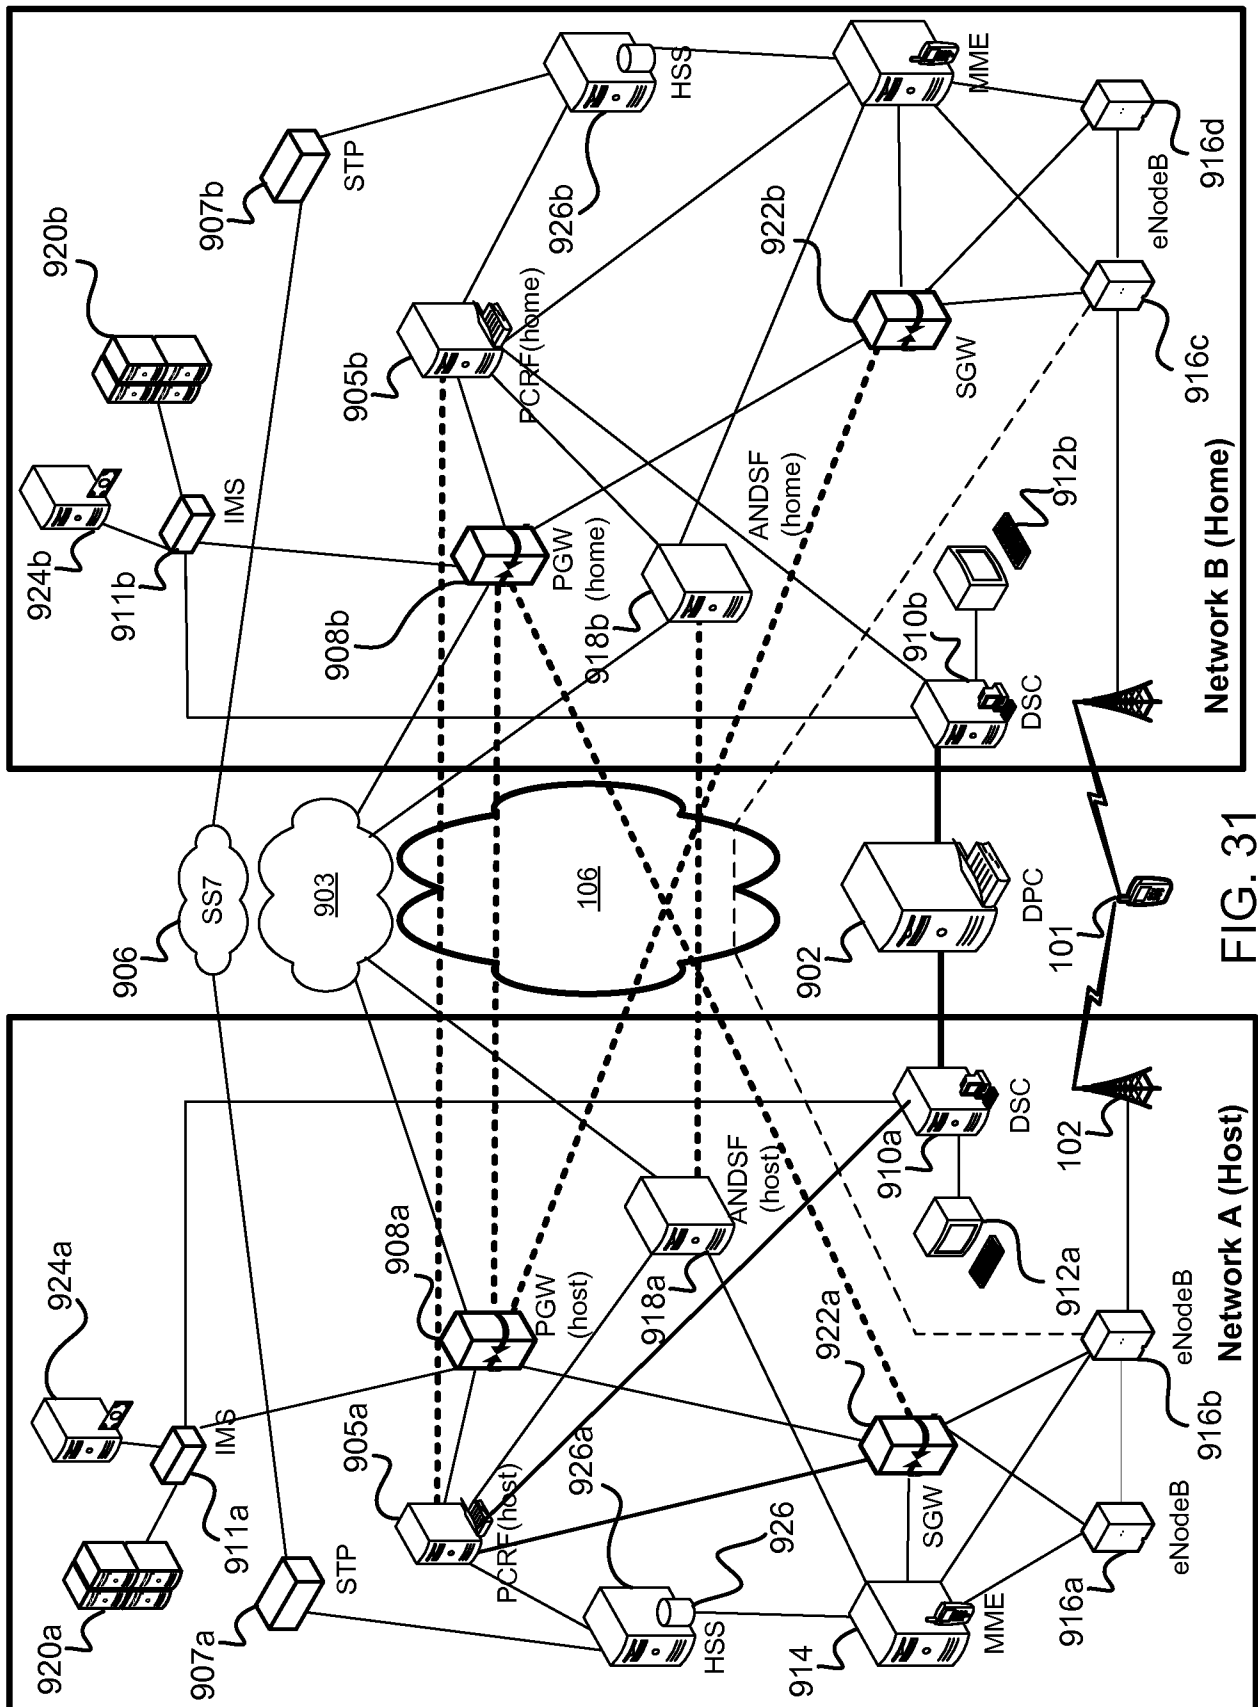 920a
924a
IMS
911a
907a
STP
905a
PCRF(host)
908a
PGW
(host)
926a
926
HSS
918a
ANDSF
(host)
922a
SGW
914
MME
916a
eNodeB
916b
eNodeB
910a
DSC
912a
102
Network A (Host)
906
SS7
903
106
902
DPC
101
924b
920b
911b
IMS
907b
STP
908b
PGW
(home)
905b
PCRF(home)
926b
HSS
918b
ANDSF
(home)
922b
SGW
MME
910b
DSC
912b
916c
eNodeB
916d
Network B (Home)
FIG. 31